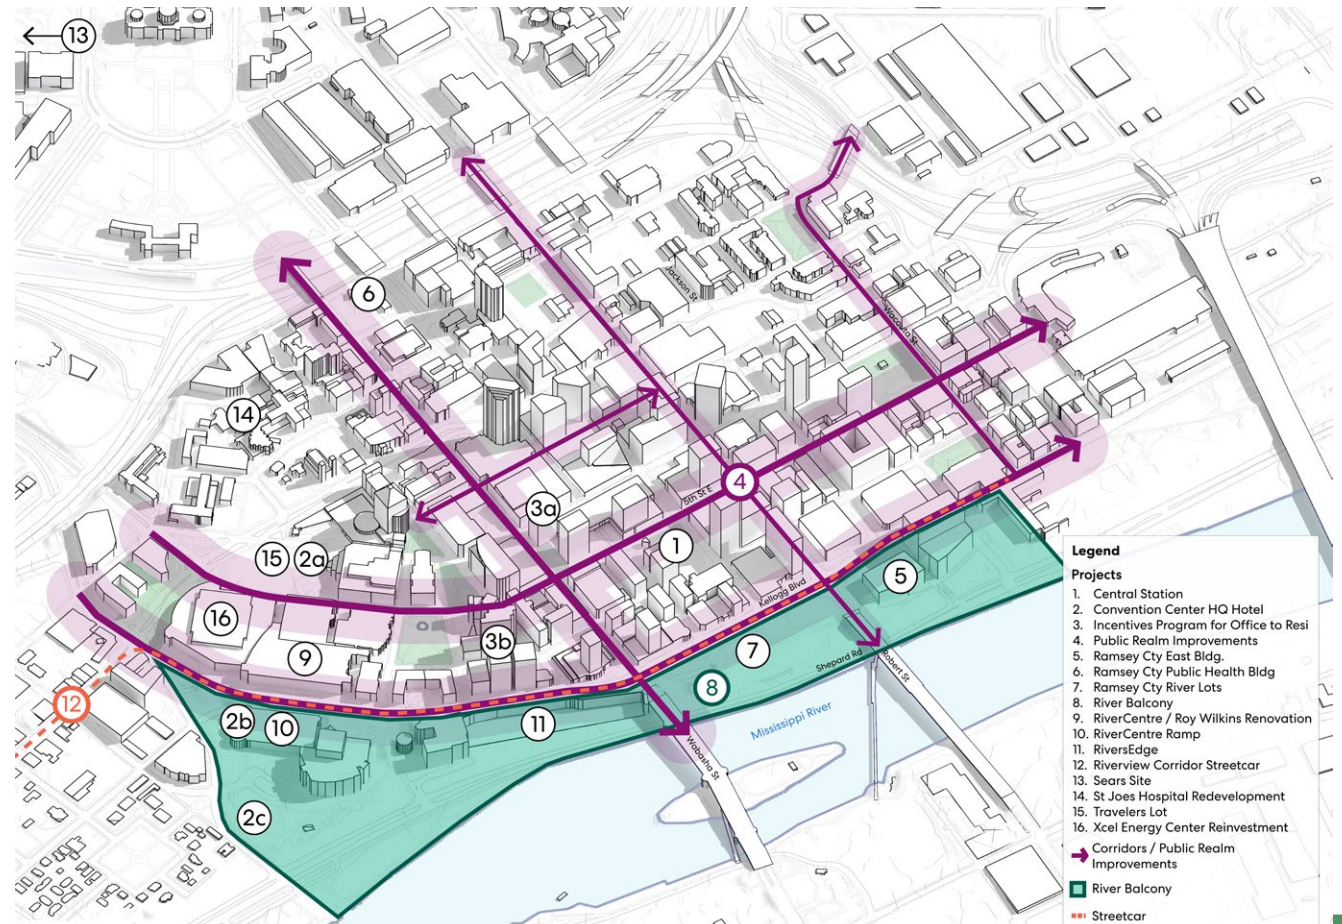 13
6
Jackson St
Wacouta St
14
4
3a
5th St E
1
15
2a
5
Kellogg Blvd
16
3b
9
7
Shepard Rd
Robert St
8
12
2b
10
11
Mississippi River
Wabasha St
2c
Legend
Projects
1. Central Station
2. Convention Center HQ Hotel
3. Incentives Program for Office to Resi
4. Public Realm Improvements
5. Ramsey Cty East Bldg.
6. Ramsey Cty Public Health Bldg
7. Ramsey Cty River Lots
8. River Balcony
9. RiverCentre / Roy Wilkins Renovation
10. RiverCentre Ramp
11. RiversEdge
12. Riverview Corridor Streetcar
13. Sears Site
14. St Joes Hospital Redevelopment
15. Travelers Lot
16. Xcel Energy Center Reinvestment
Corridors / Public Realm
Improvements
River Balcony
Streetcar